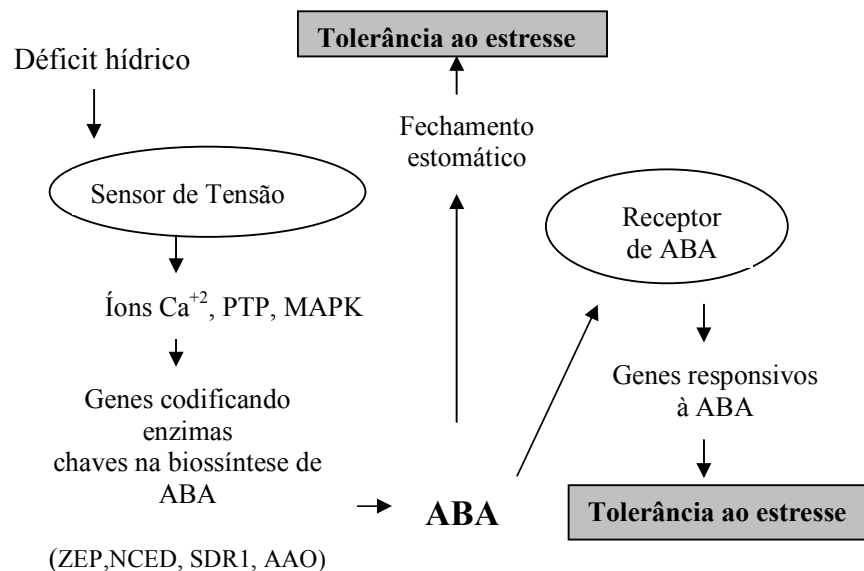 Tolerância ao estresse
Déficit hídrico
Fechamento
estomático
Sensor de Tensão
Receptor
de ABA
Íons Ca⁺², PTP, MAPK
Genes codificando
enzimas
chaves na biossíntese de
ABA
Genes responsivos
à ABA
ABA
Tolerância ao estresse
(ZEP,NCED, SDR1, AAO)